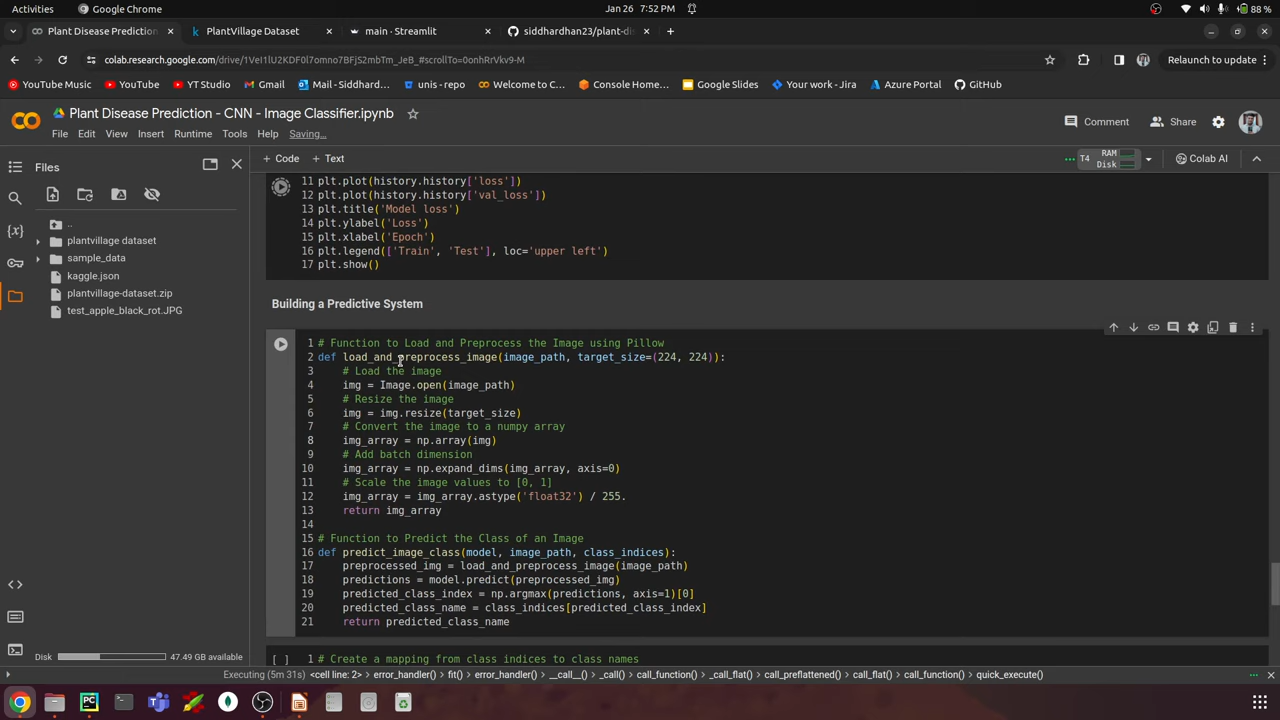 Activities
Google Chrome
Jan 26 7:52 PM
88 %
Plant Disease Prediction
PlantVillage Dataset
main · Streamlit
siddhardhan23/plant-dis
colab.research.google.com/drive/
YouTube Music
YouTube
YT Studio
Gmail
Mail - Siddhard...
unis - repo
Welcome to C...
Console Home...
Google Slides
Your work - Jira
Azure Portal
GitHub
Relaunch to update
Plant Disease Prediction - CNN - Image Classifier.ipynb
File Edit View Insert Runtime Tools Help Saving...
Comment
Share
Files
+ Code + Text
T4 RAM
Disk
Colab AI
..
plantvillage dataset
sample_data
kaggle.json
plantvillage-dataset.zip
test_apple_black_rot.JPG
11 plt.plot(history.history['loss'])
12 plt.plot(history.history['val_loss'])
13 plt.title('Model loss')
14 plt.ylabel('Loss')
15 plt.xlabel('Epoch')
16 plt.legend(['Train', 'Test'], loc='upper left')
17 plt.show()
Building a Predictive System
1 # Function to Load and Preprocess the Image using Pillow
2 def load_and_preprocess_image(image_path, target_size=(224, 224)):
3 # Load the image
4 img = Image.open(image_path)
5 # Resize the image
6 img = img.resize(target_size)
7 # Convert the image to a numpy array
8 img_array = np.array(img)
9 # Add batch dimension
10 img_array = np.expand_dims(img_array, axis=0)
11 # Scale the image values to [0, 1]
12 img_array = img_array.astype('float32') / 255.
13 return img_array
14
15 # Function to Predict the Class of an Image
16 def predict_image_class(model, image_path, class_indices):
17 preprocessed_img = load_and_preprocess_image(image_path)
18 predictions = model.predict(preprocessed_img)
19 predicted_class_index = np.argmax(predictions, axis=1)[0]
20 predicted_class_name = class_indices[predicted_class_index]
21 return predicted_class_name
[ ] 1 # Create a mapping from class indices to class names
Disk 47.49 GB available
Executing (5m 31s) <cell line: 2> > error_handler() > fit() > error_handler() > __call__() > _call() > call_function() > _call_flat() > call_preflattened() > call_flat() > call_function() > quick_execute()